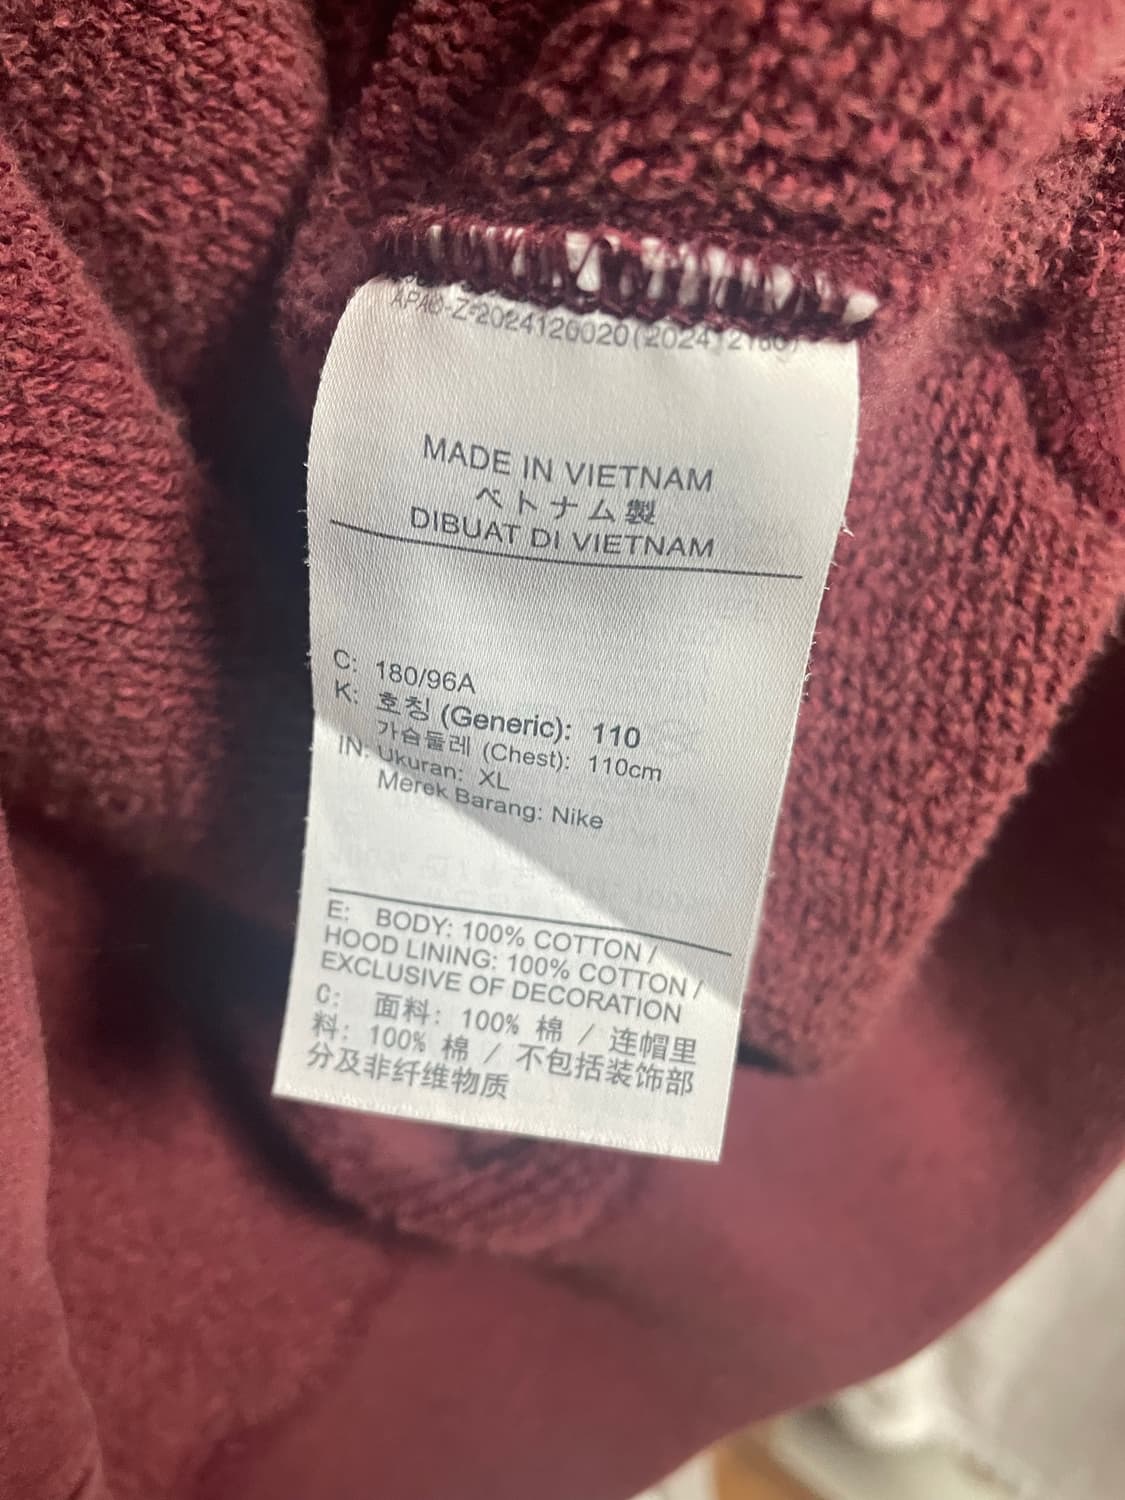 APAC-Z-2024120020(
MADE IN VIETNAM
ベトナム製
DIBUAT DI VIETNAM
C: 180/96A
K: 호칭 (Generic): 110
가슴둘레 (Chest): 110cm
IN: Ukuran: XL
Merek Barang: Nike
E: BODY: 100% COTTON /
HOOD LINING: 100% COTTON /
EXCLUSIVE OF DECORATION
C: 面料: 100% 棉 / 连帽里
料: 100% 棉 / 不包括装饰部
分及非纤维物质